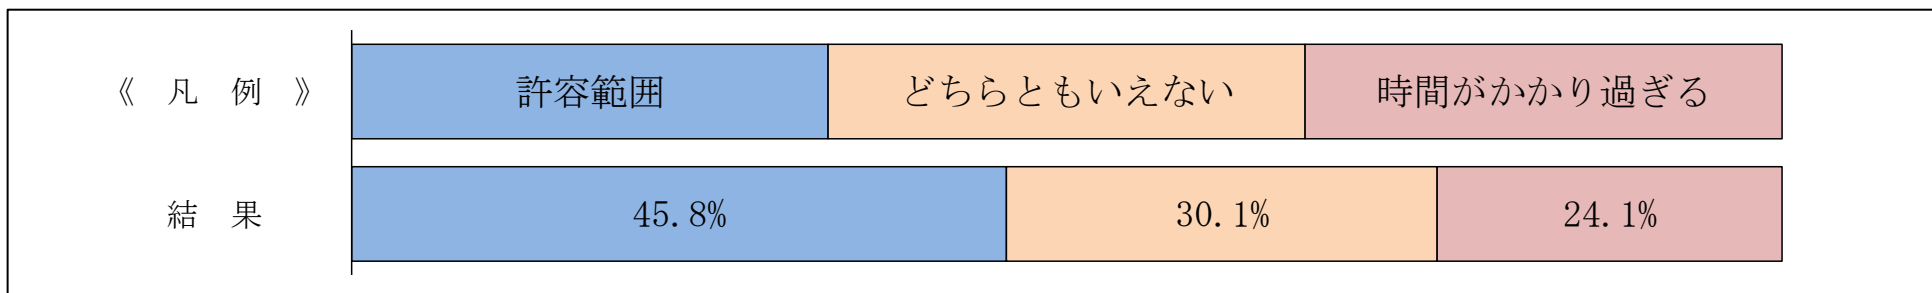 《 凡 例 》 許容範囲 どちらともいえない 時間がかかり過ぎる
結 果 45.8% 30.1% 24.1%